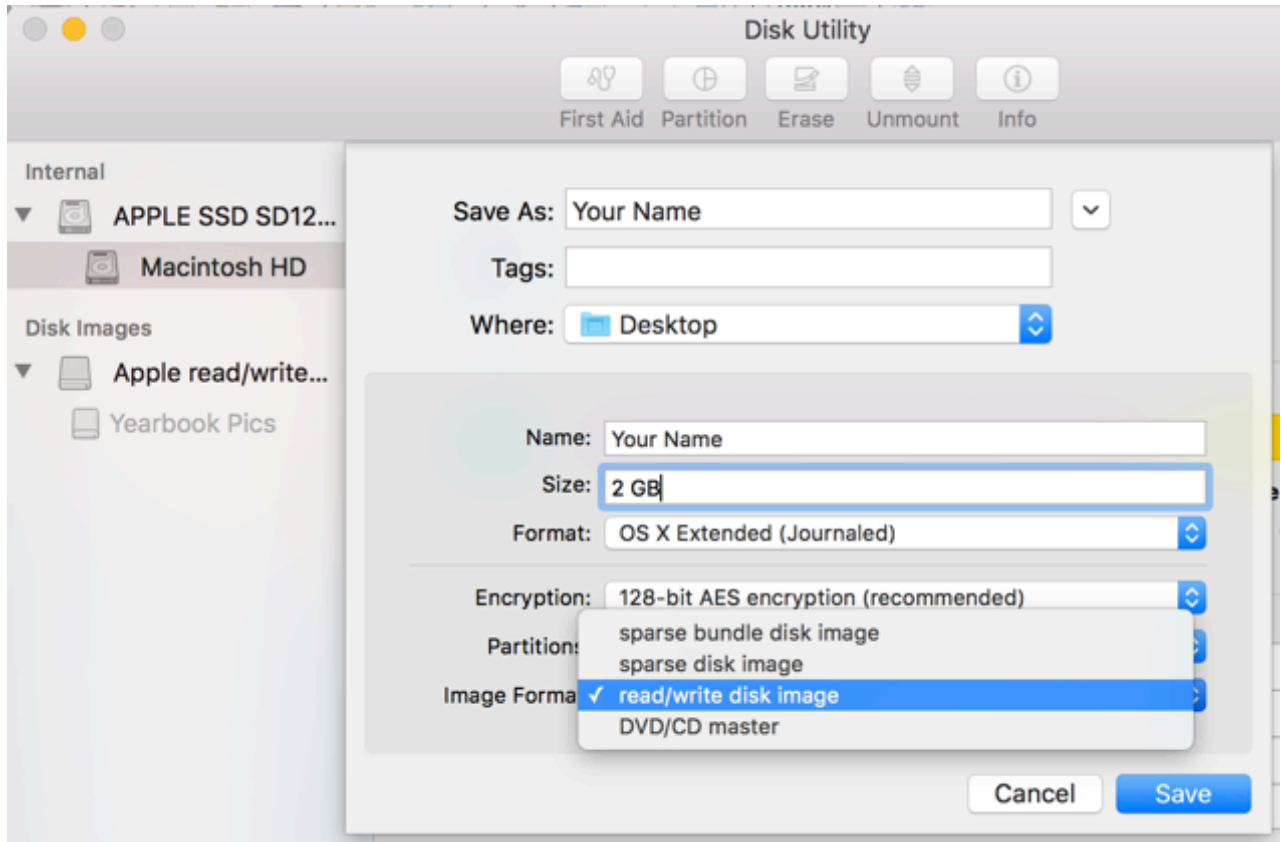 Disk Utility
First Aid Partition Erase Unmount Info
Internal
APPLE SSD SD12...
Macintosh HD
Disk Images
Apple read/write...
Yearbook Pics
Save As: Your Name
Tags:
Where: Desktop
Name: Your Name
Size: 2 GB
Format: OS X Extended (Journaled)
Encryption: 128-bit AES encryption (recommended)
Partitions
sparse bundle disk image
sparse disk image
Image Forma ✓ read/write disk image
DVD/CD master
Cancel Save